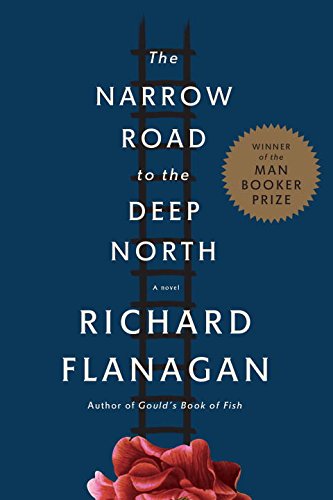 The
NARROW
ROAD
to the
DEEP
NORTH
WINNER
of the
MAN
BOOKER
PRIZE
A novel
RICHARD
FLANAGAN
Author of Gould's Book of Fish